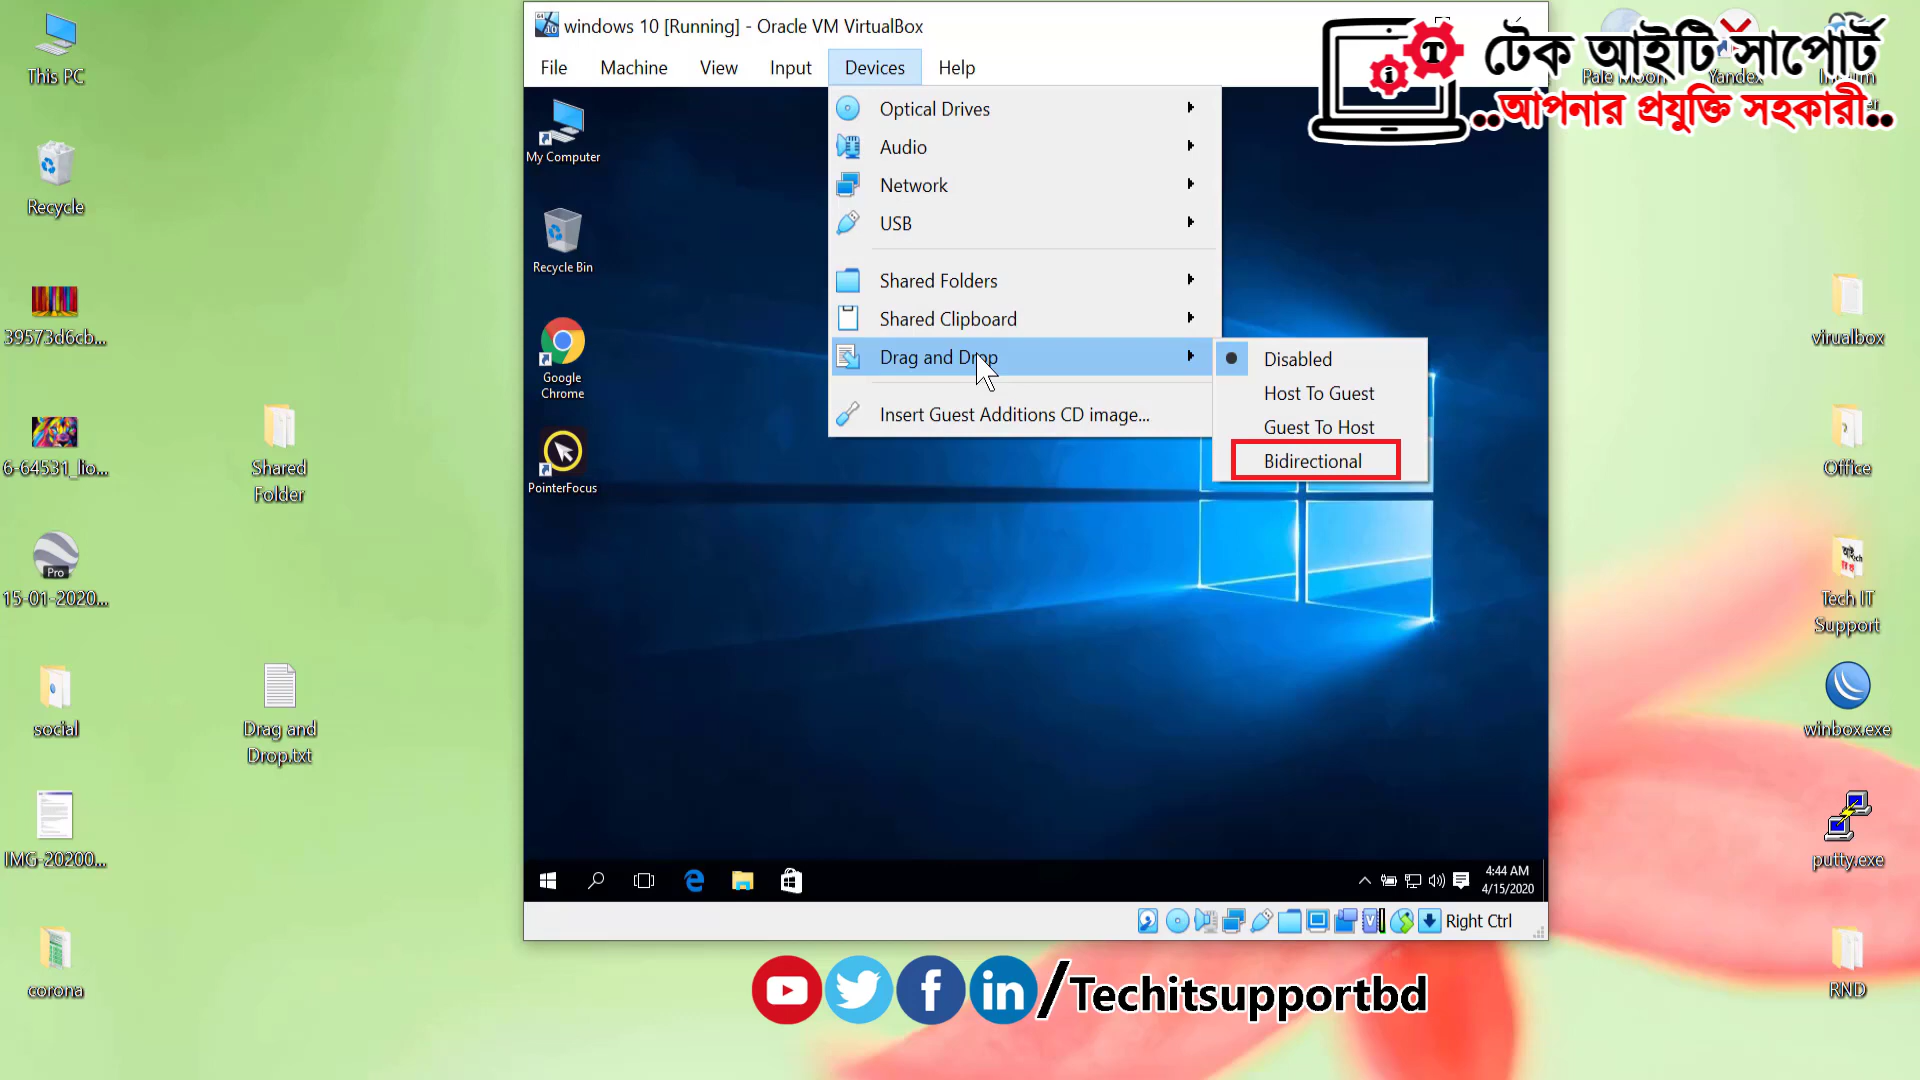 windows 10 [Running] - Oracle VM VirtualBox
File Machine View Input Devices Help
টেক আইটি সাপোর্ট
..আপনার প্রযুক্তি সহকারী..
This PC
Recycle
39573d6cb...
6-64531_lio...
Pro
15-01-2020...
social
IMG-20200...
corona
Shared
Folder
Drag and
Drop.txt
My Computer
Recycle Bin
Google
Chrome
PointerFocus
Optical Drives
Audio
Network
USB
Shared Folders
Shared Clipboard
Drag and Drop
Insert Guest Additions CD image...
Disabled
Host To Guest
Guest To Host
Bidirectional
4:44 AM
4/15/2020
Right Ctrl
Pale Moon
Yandex
virualbox
Office
Tech IT
Support
winbox.exe
putty.exe
RND
/Techitsupportbd